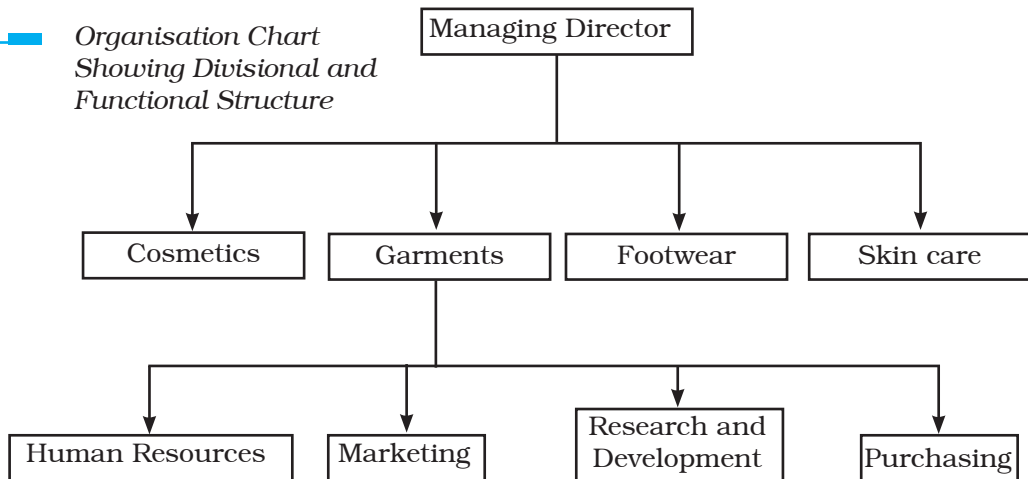 Organisation Chart
Showing Divisional and
Functional Structure
Managing Director
Cosmetics
Garments
Footwear
Skin care
Human Resources
Marketing
Research and
Development
Purchasing